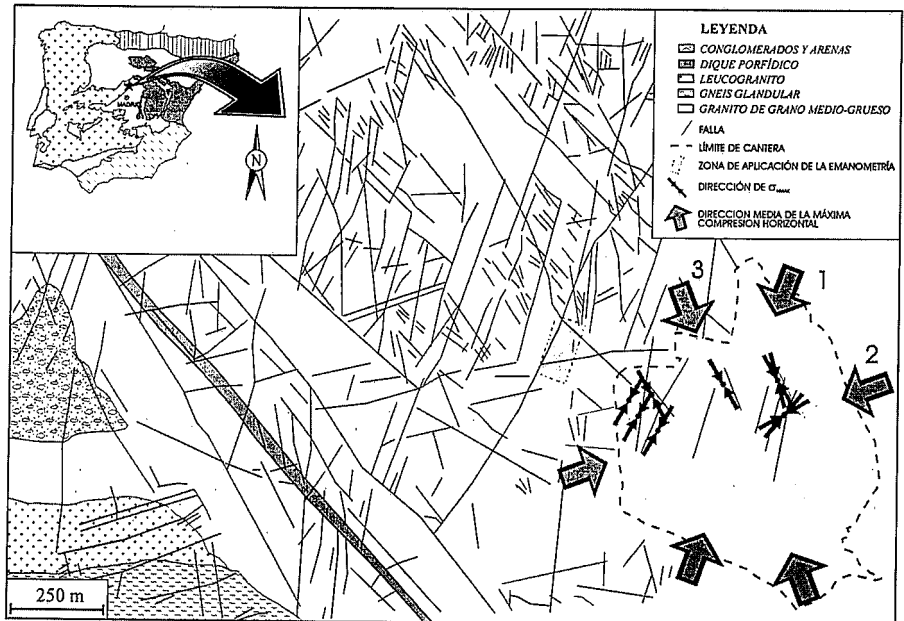 MADRID
N
LEYENDA
CONGLOMERADOS Y ARENAS
DIQUE PORFÍDICO
LEUCOGRANITO
GNEIS GLANDULAR
GRANITO DE GRANO MEDIO-GRUESO
FALLA
LÍMITE DE CANTERA
ZONA DE APLICACIÓN DE LA EMANOMETRÍA
DIRECCIÓN DE σ
DIRECCION MEDIA DE LA MÁXIMA
COMPRESION HORIZONTAL
3
1
2
250 m